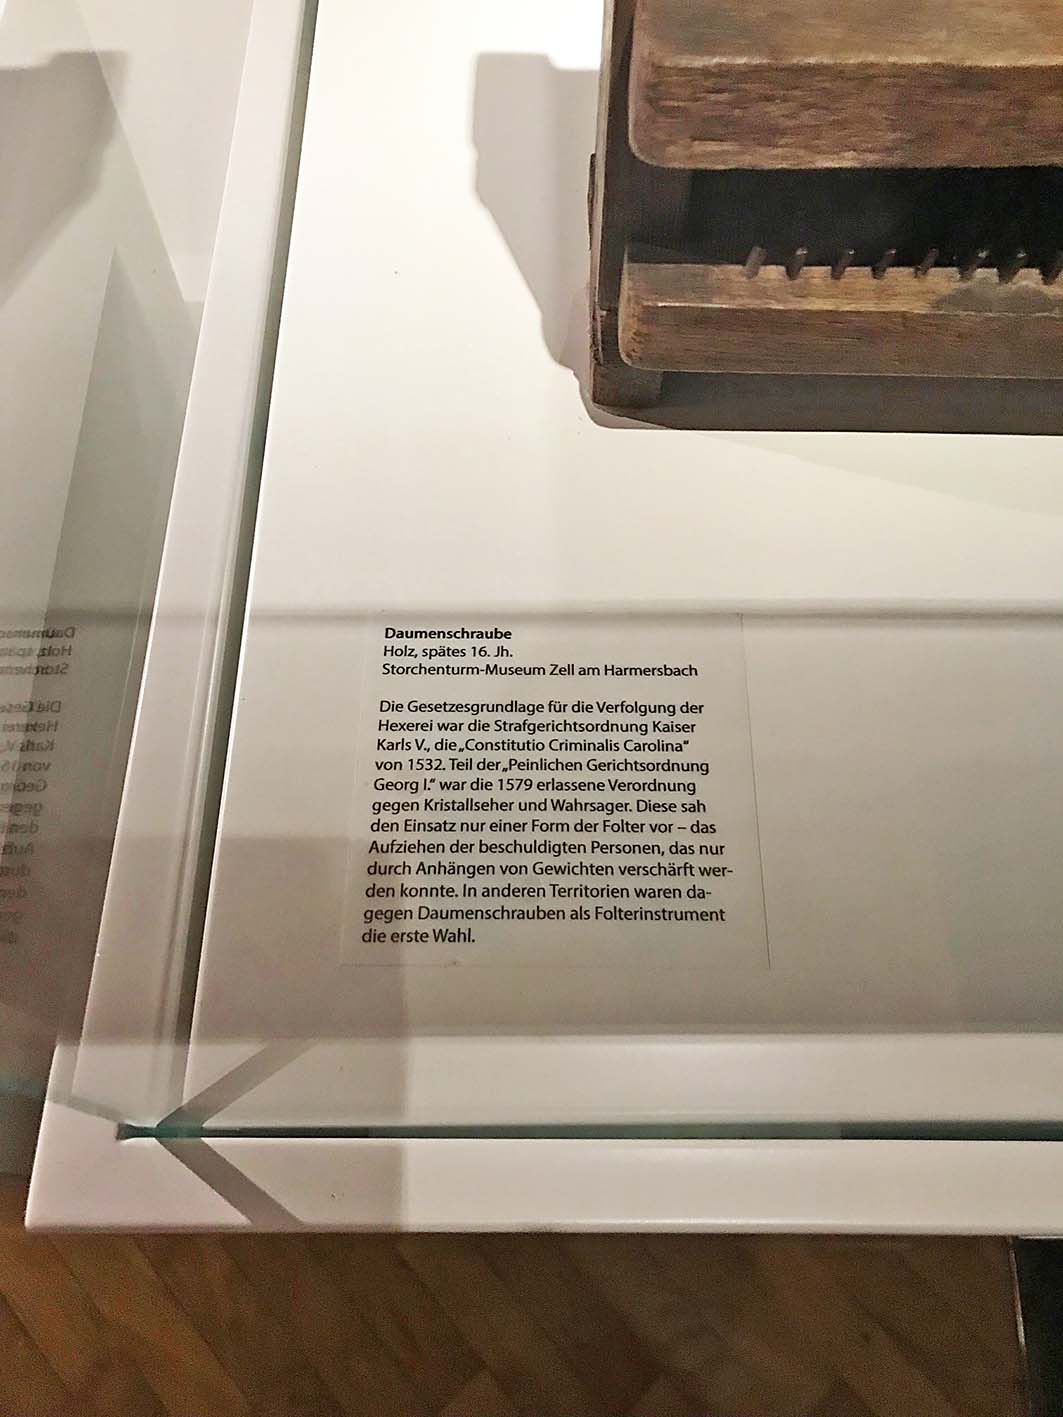 Daumenschraube
Holz, spätes 16. Jh.
Storchenturm-Museum Zell am Harmersbach
Die Gesetzesgrundlage für die Verfolgung der
Hexerei war die Strafgerichtsordnung Kaiser
Karls V., die „Constitutio Criminalis Carolina“
von 1532. Teil der „Peinlichen Gerichtsordnung
Georg I.“ war die 1579 erlassene Verordnung
gegen Kristallseher und Wahrsager. Diese sah
den Einsatz nur einer Form der Folter vor – das
Aufziehen der beschuldigten Personen, das nur
durch Anhängen von Gewichten verschärft wer-
den konnte. In anderen Territorien waren da-
gegen Daumenschrauben als Folterinstrument
die erste Wahl.